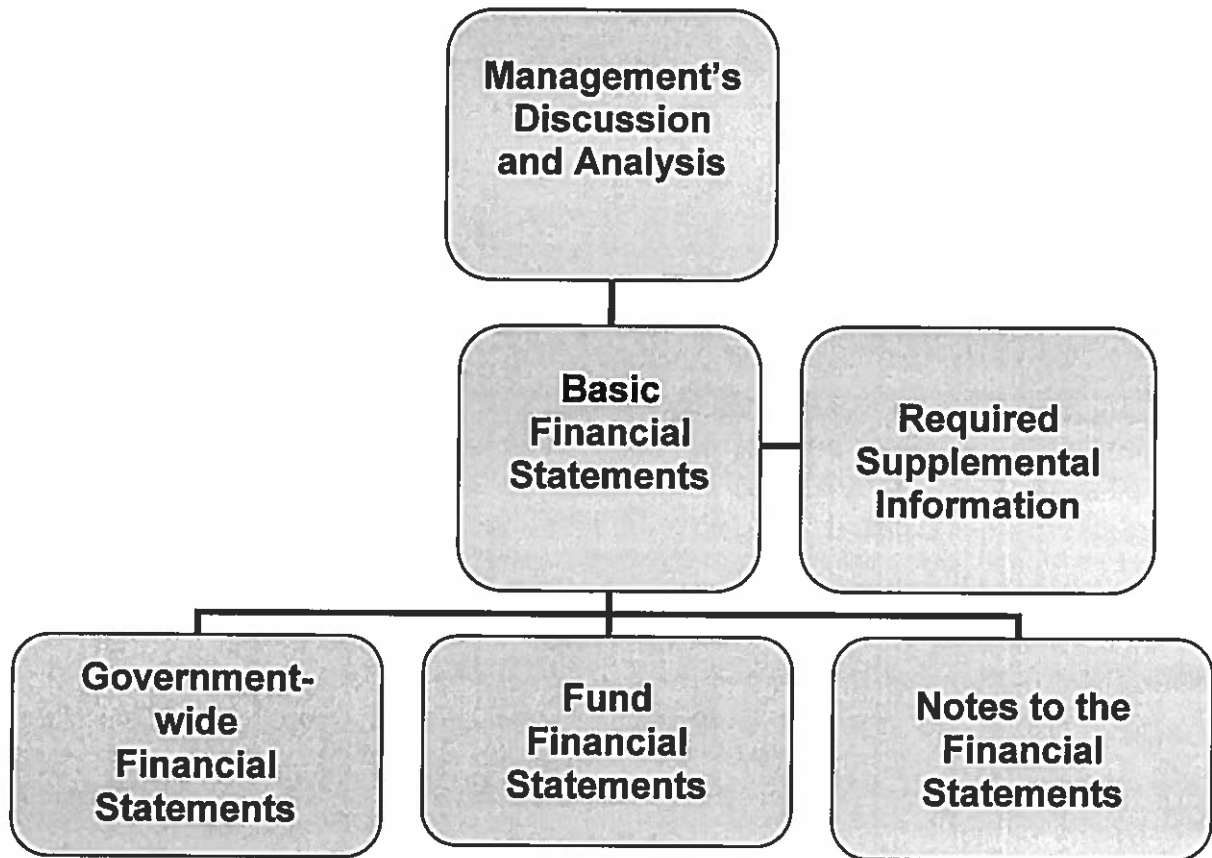 Management's
Discussion
and Analysis
Basic
Financial
Statements
Required
Supplemental
Information
Government-
wide
Financial
Statements
Fund
Financial
Statements
Notes to the
Financial
Statements